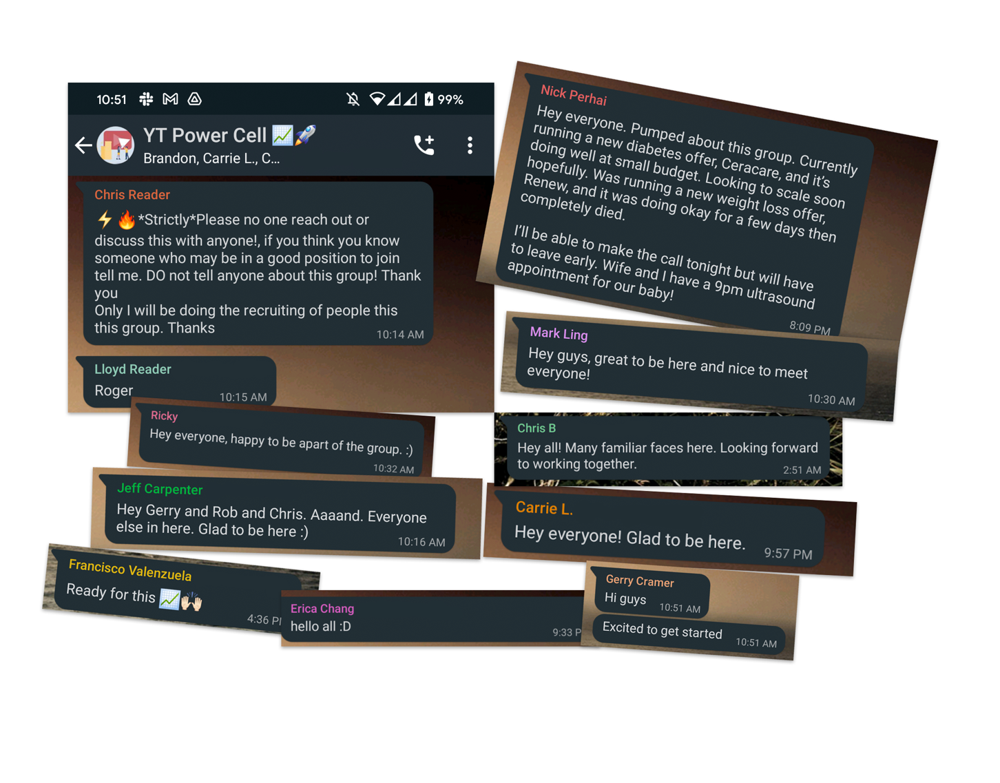 10:51
99%
YT Power Cell 📈🚀
Brandon, Carrie L., C...
Chris Reader
⚡🔥*Strictly*Please no one reach out or
discuss this with anyone!, if you think you know
someone who may be in a good position to join
tell me. DO not tell anyone about this group! Thank
you
Only I will be doing the recruiting of people this
this group. Thanks
10:14 AM
Lloyd Reader
Roger
10:15 AM
Ricky
Hey everyone, happy to be apart of the group. :)
10:32 AM
Jeff Carpenter
Hey Gerry and Rob and Chris. Aaaand. Everyone
else in here. Glad to be here :)
10:16 AM
Francisco Valenzuela
Ready for this 📈🙌🏻
4:36 P
Erica Chang
hello all :D
9:33 P
Nick Perhai
Hey everyone. Pumped about this group. Currently
running a new diabetes offer, Ceracare, and it's
doing well at small budget. Looking to scale soon
hopefully. Was running a new weight loss offer,
Renew, and it was doing okay for a few days then
completely died.
I'll be able to make the call tonight but will have
to leave early. Wife and I have a 9pm ultrasound
appointment for our baby!
8:09 PM
Mark Ling
Hey guys, great to be here and nice to meet
everyone!
10:30 AM
Chris B
Hey all! Many familiar faces here. Looking forward
to working together.
2:51 AM
Carrie L.
Hey everyone! Glad to be here.
9:57 PM
Gerry Cramer
Hi guys
10:51 AM
Excited to get started
10:51 AM